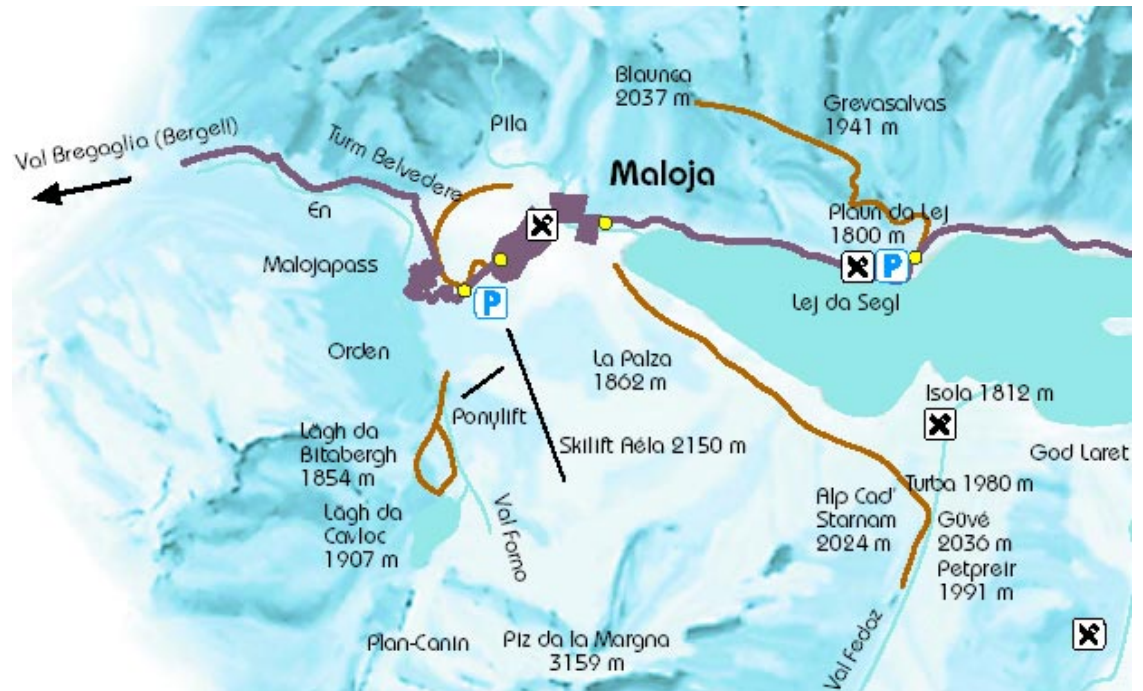 Blaunca
2037 m
Grevasalvas
1941 m
Pila
Val Bregaglia (Bergell)
Turm Belvedere
Maloja
En
Plaun da Lej
1800 m
P
Malojapass
P
Lej da Segl
Orden
La Palza
1862 m
Isola 1812 m
Ponylift
Lägh da
Bitabergh
1854 m
Skilift Aéla 2150 m
God Laret
Turba 1980 m
Alp Cad'
Starnam
2024 m
Güvé
2036 m
Petpreir
1991 m
Lägh da
Cavloc
1907 m
Val Forno
Plan-Canin
Piz da la Margna
3159 m
Val Fedoz